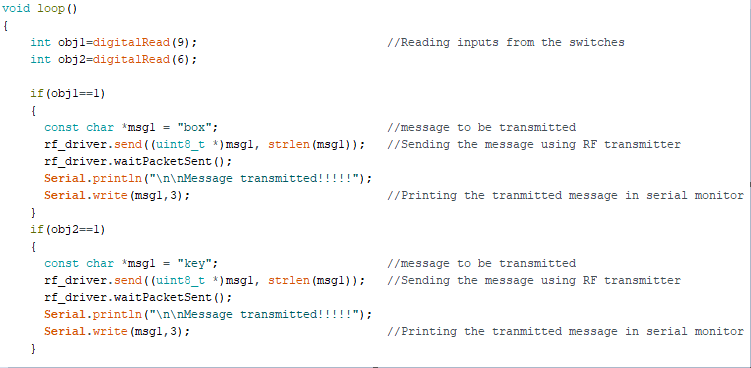 void loop()
{
int obj1=digitalRead(9); //Reading inputs from the switches
int obj2=digitalRead(6);
if(obj1==1)
{
const char *msg1 = "box"; //message to be transmitted
rf_driver.send((uint8_t *)msg1, strlen(msg1)); //Sending the message using RF transmitter
rf_driver.waitPacketSent();
Serial.println("\n\nMessage transmitted!!!!!");
Serial.write(msg1,3); //Printing the tranmitted message in serial monitor
}
if(obj2==1)
{
const char *msg1 = "key"; //message to be transmitted
rf_driver.send((uint8_t *)msg1, strlen(msg1)); //Sending the message using RF transmitter
rf_driver.waitPacketSent();
Serial.println("\n\nMessage transmitted!!!!!");
Serial.write(msg1,3); //Printing the tranmitted message in serial monitor
}